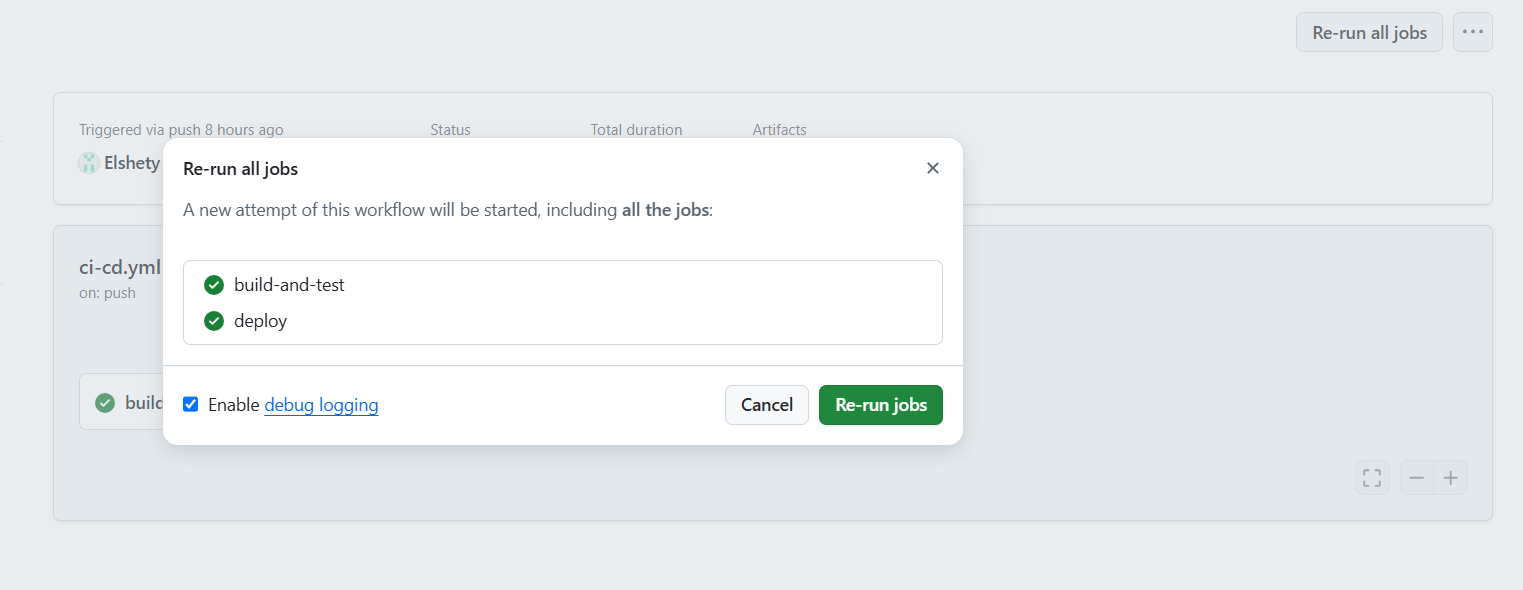 Re-run all jobs
Triggered via push 8 hours ago
Status
Total duration
Artifacts
Elshety
Re-run all jobs
A new attempt of this workflow will be started, including all the jobs:
ci-cd.yml
on: push
build-and-test
deploy
build
Enable debug logging
Cancel
Re-run jobs